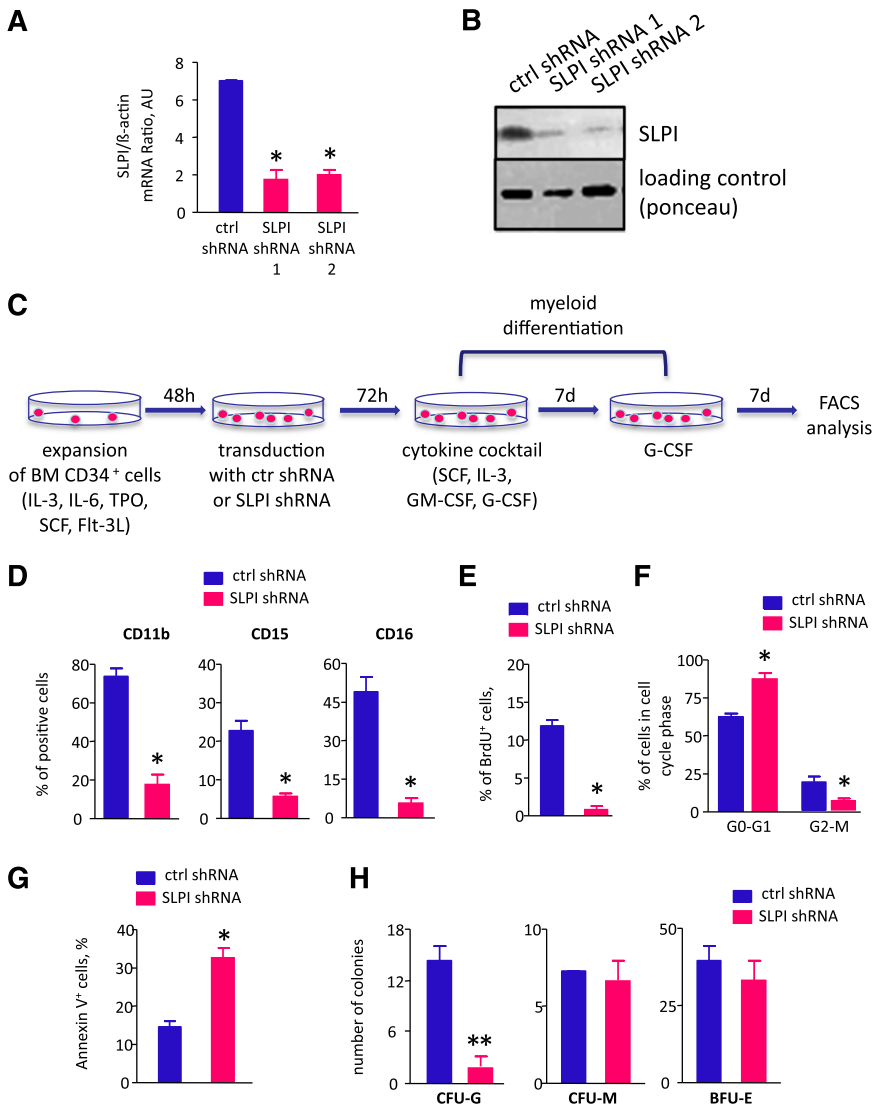 A
SLPI/ß-actin
mRNA Ratio, AU
8
6
4
2
0
*
*
ctrl
shRNA
SLPI
shRNA
1
SLPI
shRNA
2
B
ctrl shRNA
SLPI shRNA 1
SLPI shRNA 2
SLPI
loading control
(ponceau)
C
myeloid
differentiation
48h
72h
7d
7d
FACS
analysis
expansion
of BM CD34⁺ cells
(IL-3, IL-6, TPO,
SCF, Flt-3L)
transduction
with ctr shRNA
or SLPI shRNA
cytokine cocktail
(SCF, IL-3,
GM-CSF, G-CSF)
G-CSF
D
ctrl shRNA
SLPI shRNA
% of positive cells
CD11b
80
60
40
20
0
*
CD15
40
30
20
10
0
*
CD16
60
45
30
15
0
*
E
ctrl shRNA
SLPI shRNA
% of BrdU⁺ cells,
20
15
10
5
0
*
F
ctrl shRNA
SLPI shRNA
% of cells in cell
cycle phase
100
75
50
25
0
*
*
G0-G1
G2-M
G
ctrl shRNA
SLPI shRNA
Annexin V⁺ cells, %
40
30
20
10
0
*
H
ctrl shRNA
SLPI shRNA
number of colonies
18
12
6
0
**
CFU-G
10
5
0
CFU-M
50
25
0
BFU-E